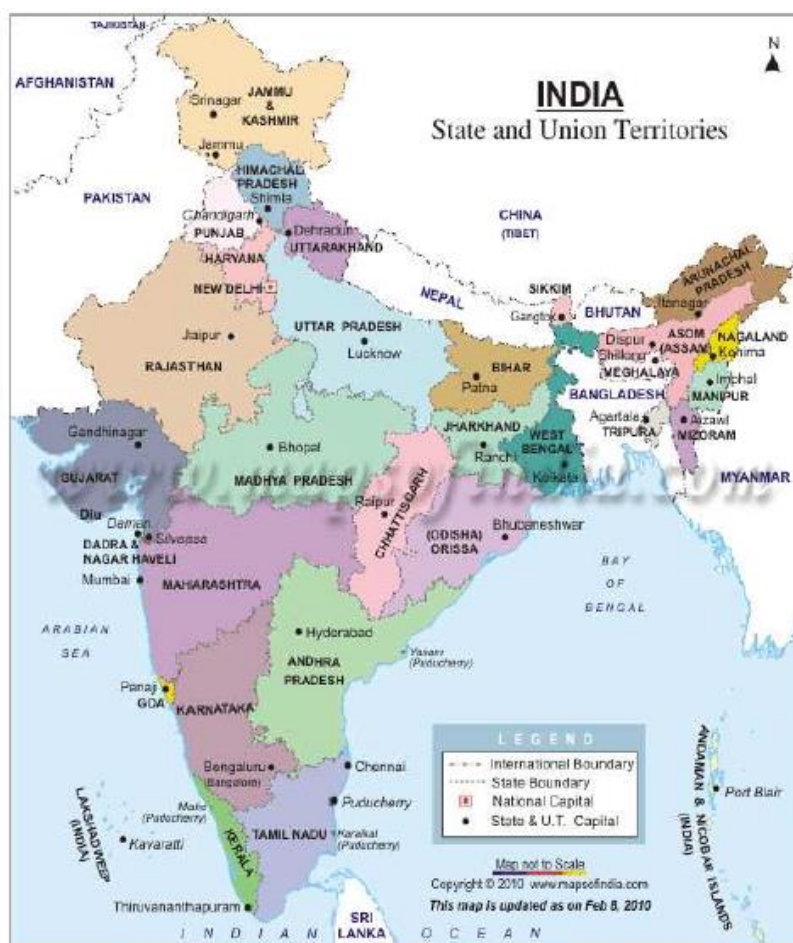 TAJIKISTAN
AFGHANISTAN
N
INDIA
State and Union Territories
JAMMU
&
KASHMIR
Srinagar
Jammu
HIMACHAL
PRADESH
Shimla
PAKISTAN
Chandigarh
PUNJAB
Dehradun
UTTARAKHAND
CHINA
(TIBET)
HARYANA
NEW DELHI
NEPAL
SIKKIM
Gangtok
BHUTAN
ARUNACHAL
PRADESH
Itanagar
Jaipur
RAJASTHAN
UTTAR PRADESH
Lucknow
BIHAR
Patna
Dispur
ASOM
(ASSAM)
NAGALAND
Kohima
Shillong
MEGHALAYA
Imphal
MANIPUR
BANGLADESH
Agartala
TRIPURA
Aizawl
MIZORAM
MYANMAR
Gandhinagar
GUJARAT
Bhopal
MADHYA PRADESH
JHARKHAND
Ranchi
WEST
BENGAL
Kolkata
www.mapsofindia.com
Raipur
CHHATTISGARH
(ODISHA)
ORISSA
Bhubaneshwar
Diu
Daman
Silvassa
DADRA &
NAGAR HAVELI
Mumbai
MAHARASHTRA
BAY
OF
BENGAL
ARABIAN
SEA
Hyderabad
ANDHRA
PRADESH
Yanam
(Puducherry)
Panaji
GOA
KARNATAKA
Bengaluru
(Bangalore)
Chennai
Mahe
(Puducherry)
Puducherry
TAMIL NADU
Karaikal
(Puducherry)
KERALA
LAKSHADWEEP
(INDIA)
Kavaratti
Thiruvananthapuram
SRI
LANKA
INDIAN OCEAN
LEGEND
International Boundary
State Boundary
National Capital
State & U.T. Capital
Map not to Scale
Copyright © 2010 www.mapsofindia.com
This map is updated as on Feb 8, 2010
ANDAMAN & NICOBAR ISLANDS
(INDIA)
Port Blair